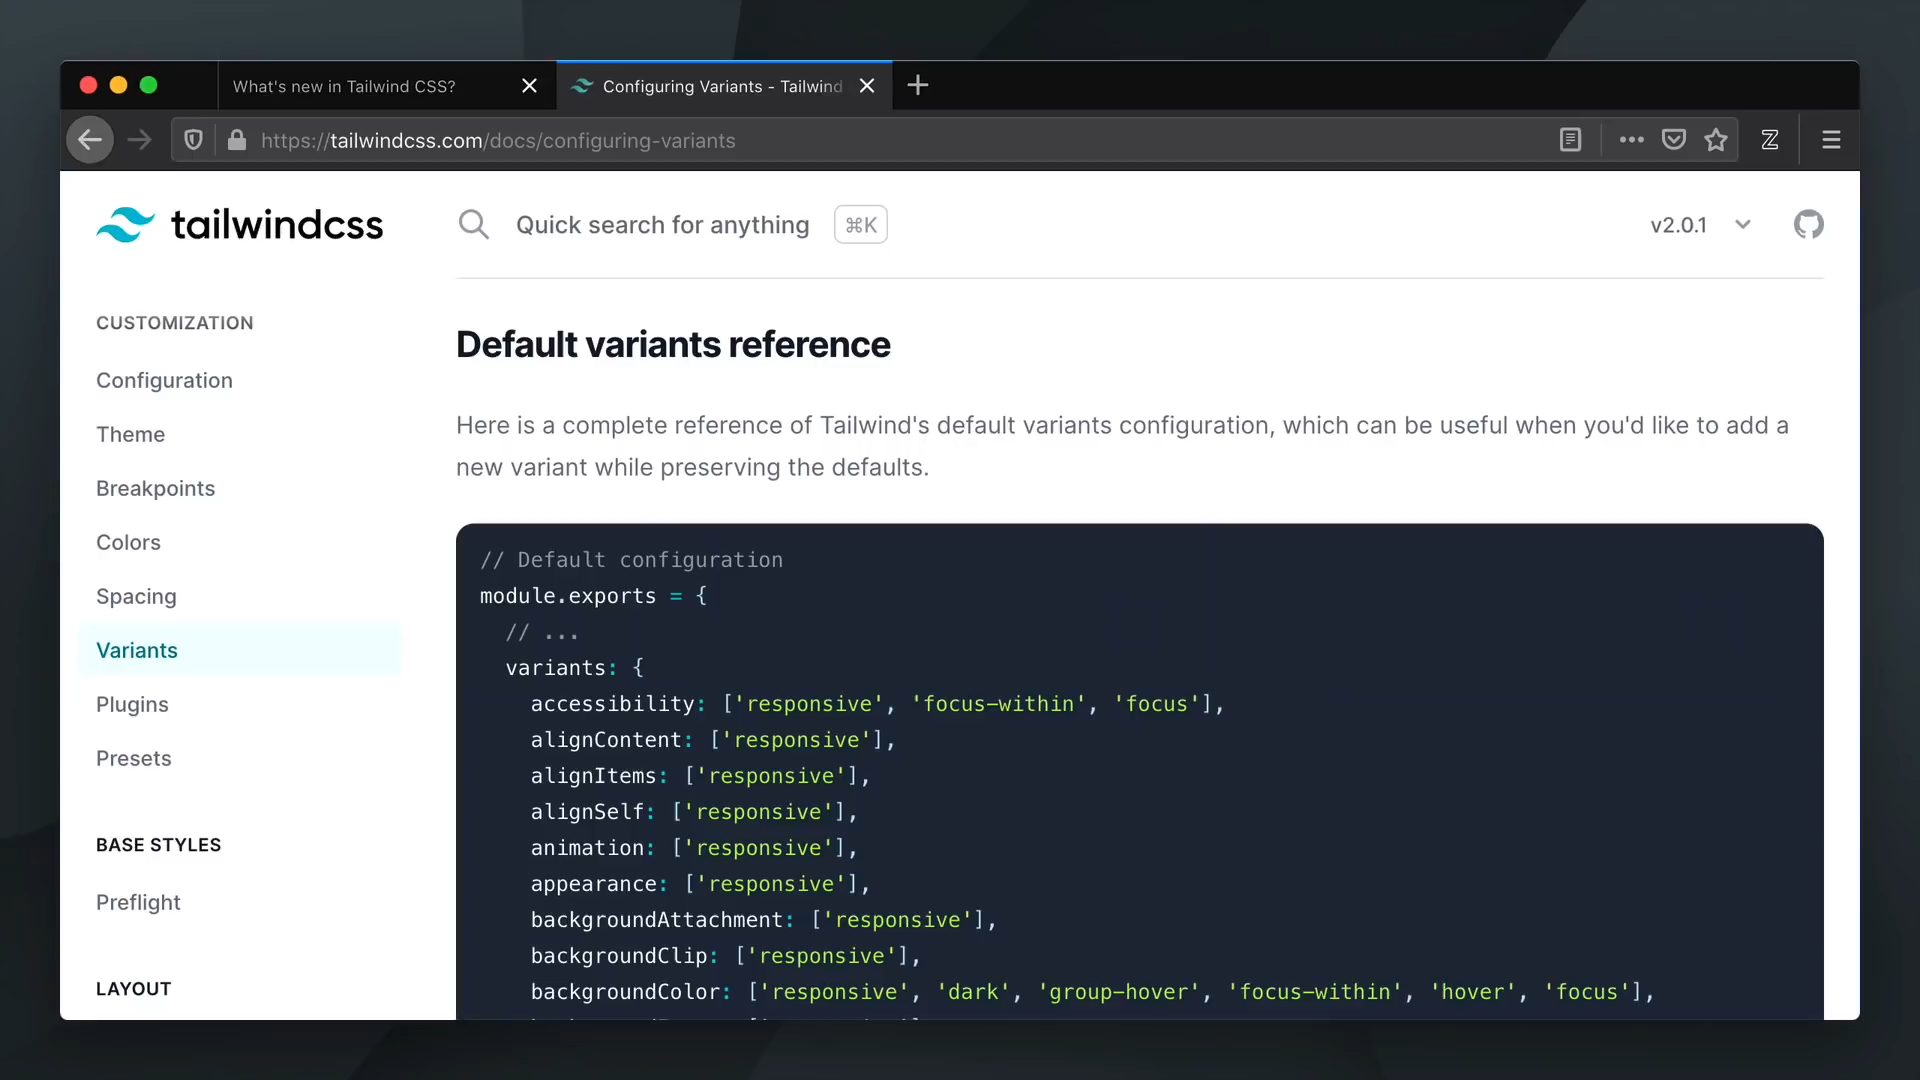 What's new in Tailwind CSS?
Configuring Variants - Tailwind
https://tailwindcss.com/docs/configuring-variants
tailwindcss
Quick search for anything
⌘K
v2.0.1
CUSTOMIZATION
Configuration
Theme
Breakpoints
Colors
Spacing
Variants
Plugins
Presets
BASE STYLES
Preflight
LAYOUT
Default variants reference
Here is a complete reference of Tailwind's default variants configuration, which can be useful when you'd like to add a
new variant while preserving the defaults.
// Default configuration
module.exports = {
// ...
variants: {
accessibility: ['responsive', 'focus-within', 'focus'],
alignContent: ['responsive'],
alignItems: ['responsive'],
alignSelf: ['responsive'],
animation: ['responsive'],
appearance: ['responsive'],
backgroundAttachment: ['responsive'],
backgroundClip: ['responsive'],
backgroundColor: ['responsive', 'dark', 'group-hover', 'focus-within', 'hover', 'focus'],